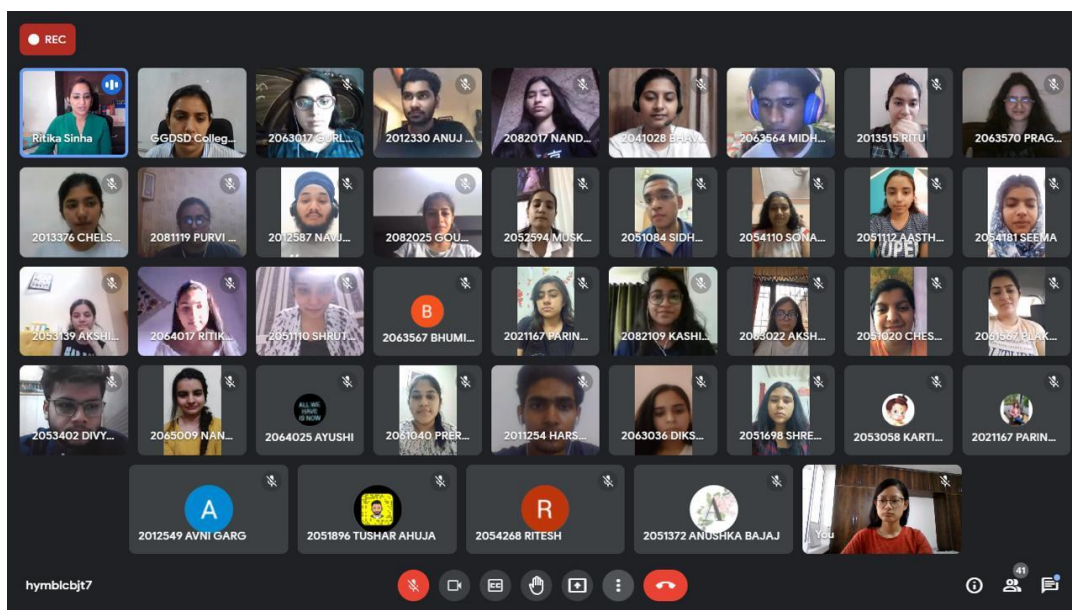 REC
Ritika Sinha
GGDSD Colleg...
2063017 GURL...
2012330 ANUJ ...
2082017 NAND...
2041028 BHAV...
2063564 MIDH...
2013515 RITU
2063570 PRAG...
2013376 CHELS...
2081119 PURVI ...
2012587 NAVJ...
2082025 GOU...
2052594 MUSK...
2051084 SIDH...
2054110 SONA...
2051112 AASTH...
2054181 SEEMA
2053139 AKSHI...
2064017 RITIK...
2051110 SHRUT...
B
2063567 BHUMI...
2021167 PARIN...
2082109 KASHI...
2063022 AKSH...
2051020 CHES...
2061567 PLAK...
2053402 DIVY...
2065009 NAN...
ALL WE
HAVE
IS NOW
2064025 AYUSHI
2061040 PRER...
2011254 HARS...
2063036 DIKS...
2051698 SHRE...
2053058 KARTI...
2021167 PARIN...
A
2012549 AVNI GARG
2051896 TUSHAR AHUJA
R
2054268 RITESH
A
2051372 ANUSHKA BAJAJ
You
hymblcbjt7
CC
41